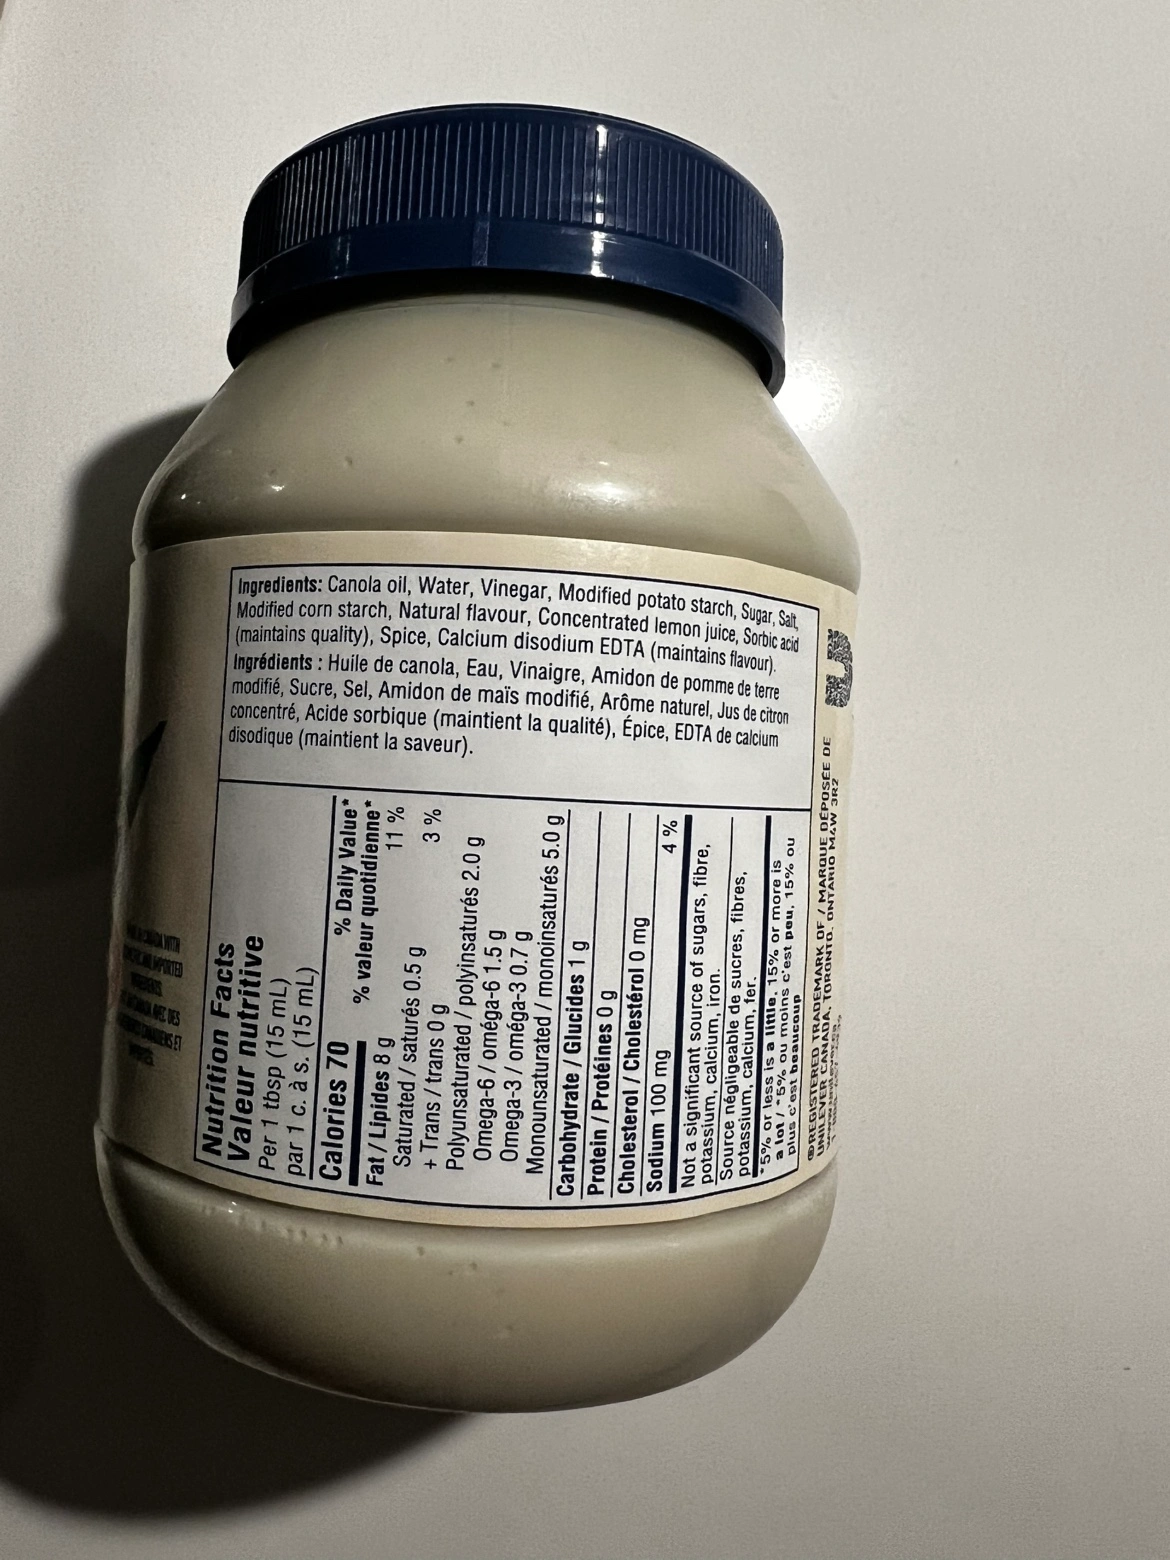 Ingredients: Canola oil, Water, Vinegar, Modified potato starch, Sugar, Salt,
Modified corn starch, Natural flavour, Concentrated lemon juice, Sorbic acid
(maintains quality), Spice, Calcium disodium EDTA (maintains flavour).
Ingrédients : Huile de canola, Eau, Vinaigre, Amidon de pomme de terre
modifié, Sucre, Sel, Amidon de maïs modifié, Arôme naturel, Jus de citron
concentré, Acide sorbique (maintient la qualité), Épice, EDTA de calcium
disodique (maintient la saveur).
Nutrition Facts
Valeur nutritive
Per 1 tbsp (15 mL)
par 1 c. à s. (15 mL)
% Daily Value*
Calories 70 % valeur quotidienne*
Fat / Lipides 8 g 11 %
Saturated / saturés 0.5 g
+ Trans / trans 0 g 3 %
Polyunsaturated / polyinsaturés 2.0 g
Omega-6 / oméga-6 1.5 g
Omega-3 / oméga-3 0.7 g
Monounsaturated / monoinsaturés 5.0 g
Carbohydrate / Glucides 1 g
Protein / Protéines 0 g
Cholesterol / Cholestérol 0 mg
Sodium 100 mg 4 %
Not a significant source of sugars, fibre,
potassium, calcium, iron.
Source négligeable de sucres, fibres,
potassium, calcium, fer.
*5% or less is a little, 15% or more is
a lot / *5% ou moins c'est peu, 15% ou
plus c'est beaucoup
®REGISTERED TRADEMARK OF / MARQUE DÉPOSÉE DE
UNILEVER CANADA, TORONTO, ONTARIO M4W 3R2
CANADA WITH
IMPORTED
INGREDIENTS
AVEC DES
ET